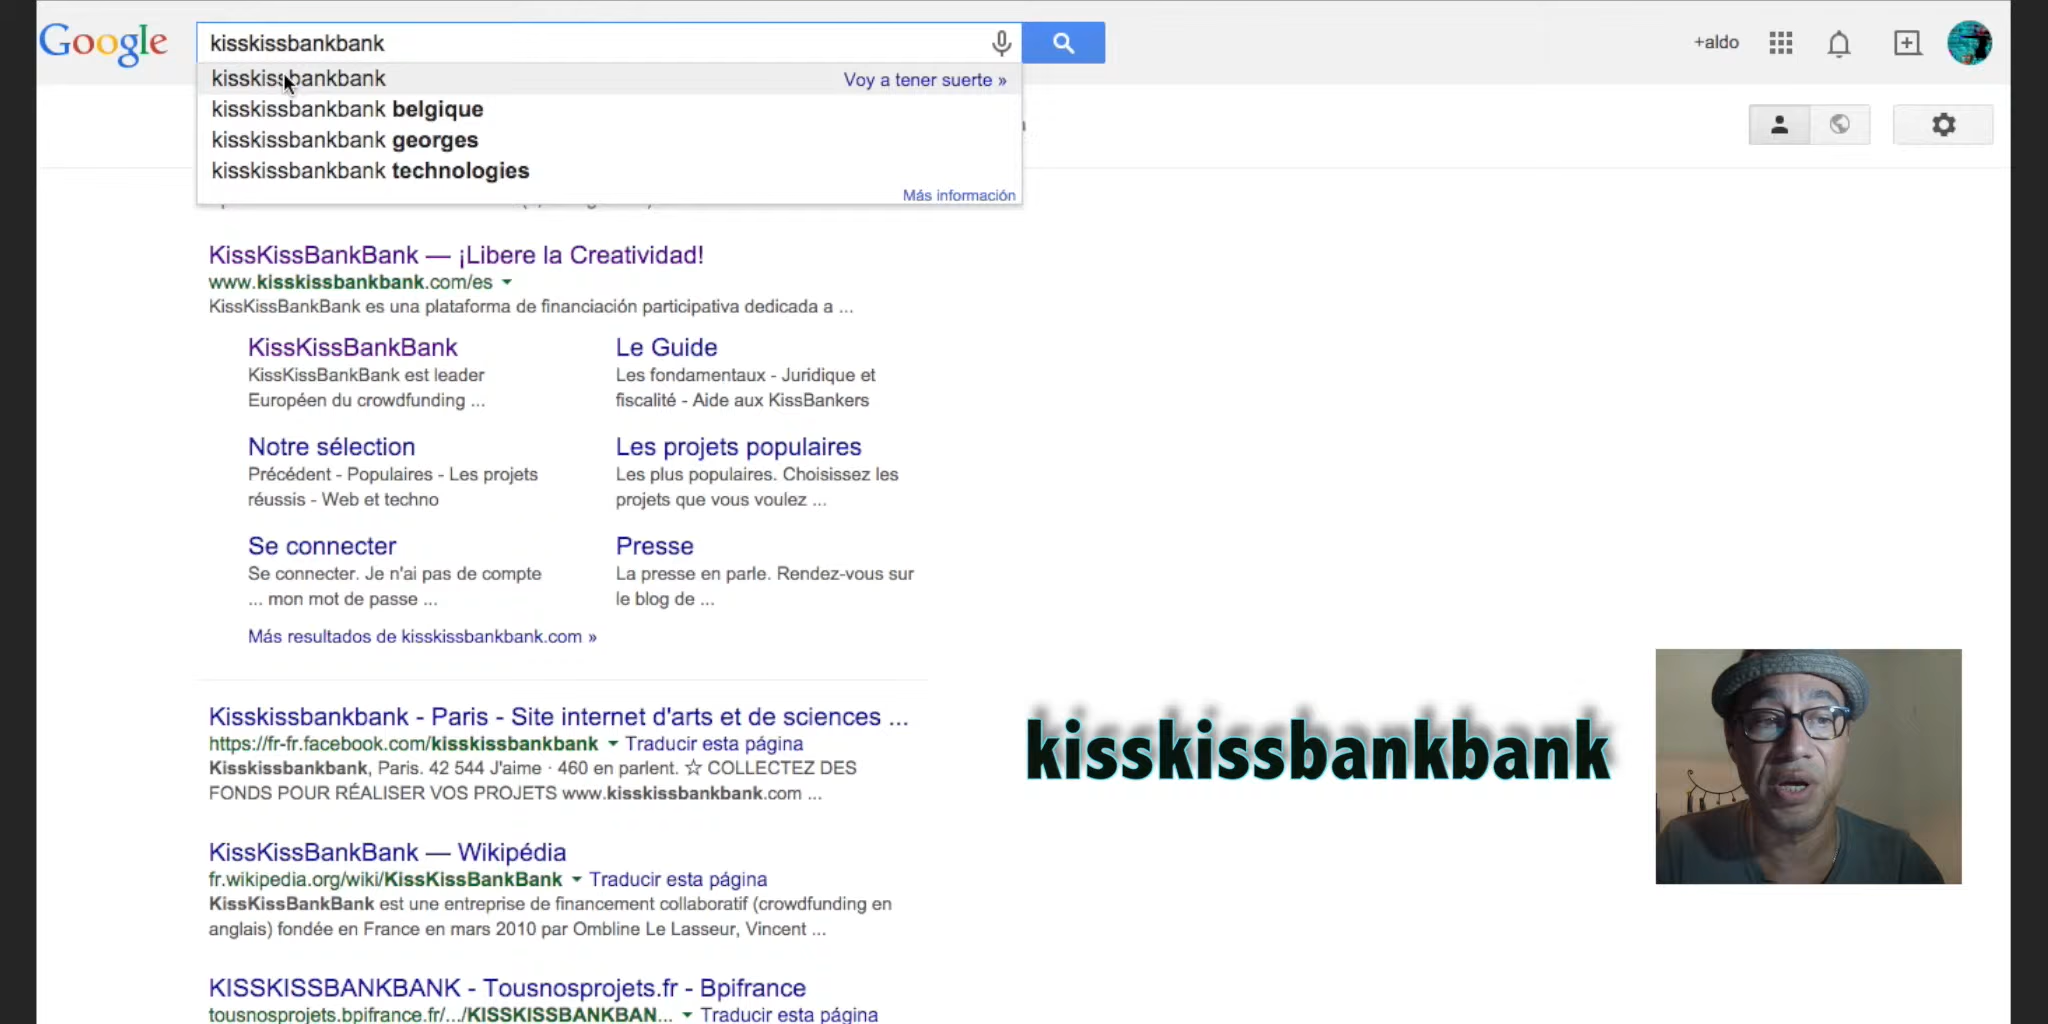 Google
kisskissbankbank
+aldo
kisskissbankbank
Voy a tener suerte »
kisskissbankbank belgique
kisskissbankbank georges
kisskissbankbank technologies
Más información
KissKissBankBank — ¡Libere la Creatividad!
www.kisskissbankbank.com/es
KissKissBankBank es una plataforma de financiación participativa dedicada a ...
KissKissBankBank
KissKissBankBank est leader
Européen du crowdfunding ...
Le Guide
Les fondamentaux - Juridique et
fiscalité - Aide aux KissBankers
Notre sélection
Précédent - Populaires - Les projets
réussis - Web et techno
Les projets populaires
Les plus populaires. Choisissez les
projets que vous voulez ...
Se connecter
Se connecter. Je n'ai pas de compte
... mon mot de passe ...
Presse
La presse en parle. Rendez-vous sur
le blog de ...
Más resultados de kisskissbankbank.com »
Kisskissbankbank - Paris - Site internet d'arts et de sciences ...
https://fr-fr.facebook.com/kisskissbankbank Traducir esta página
Kisskissbankbank, Paris. 42 544 J'aime · 460 en parlent. ☆ COLLECTEZ DES
FONDS POUR RÉALISER VOS PROJETS www.kisskissbankbank.com ...
kisskissbankbank
KissKissBankBank — Wikipédia
fr.wikipedia.org/wiki/KissKissBankBank Traducir esta página
KissKissBankBank est une entreprise de financement collaboratif (crowdfunding en
anglais) fondée en France en mars 2010 par Ombline Le Lasseur, Vincent ...
KISSKISSBANKBANK - Tousnosprojets.fr - Bpifrance
tousnosprojets.bpifrance.fr/.../KISSKISSBANKBAN... Traducir esta página